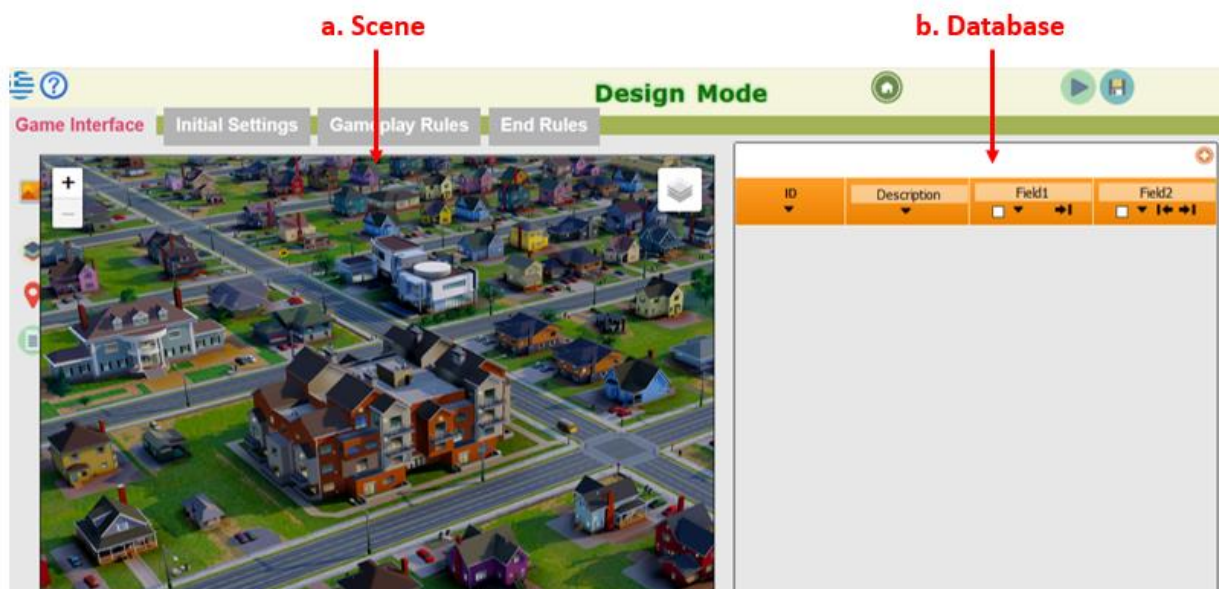 a. Scene
b. Database
?
Design Mode
Game Interface
Initial Settings
Gameplay Rules
End Rules
+
−
ID
Description
Field1
Field2